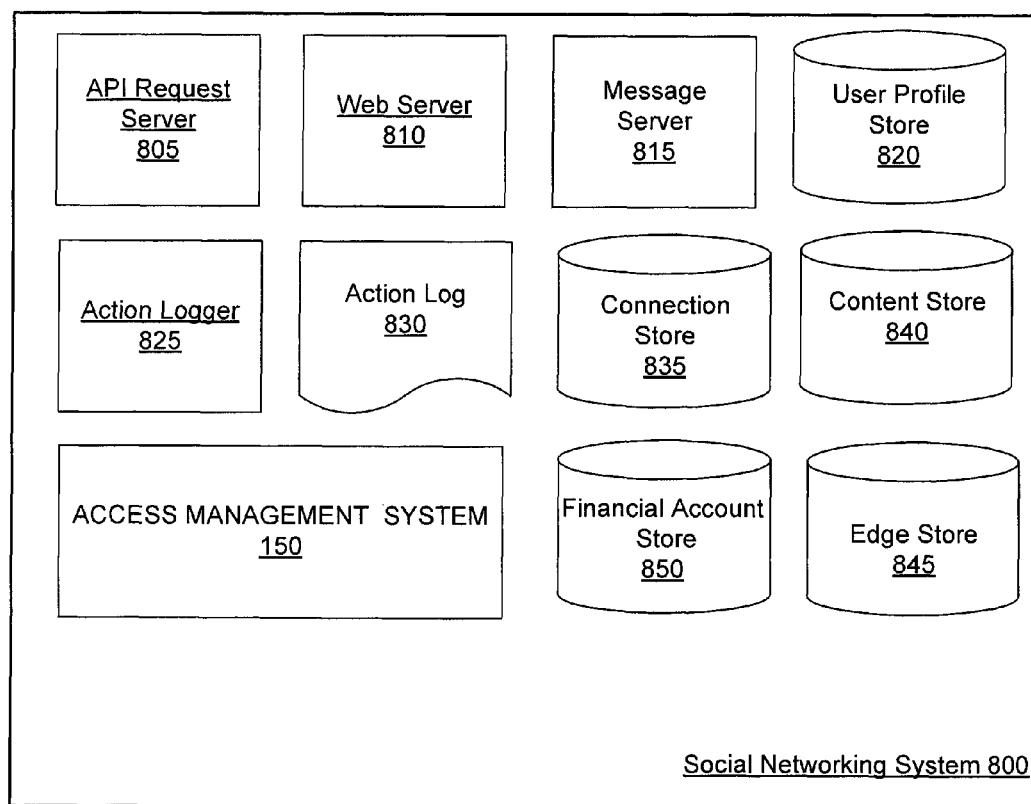 API Request
Server
805
Web Server
810
Message
Server
815
User Profile
Store
820
Action Logger
825
Action Log
830
Connection
Store
835
Content Store
840
ACCESS MANAGEMENT SYSTEM
150
Financial Account
Store
850
Edge Store
845
Social Networking System 800